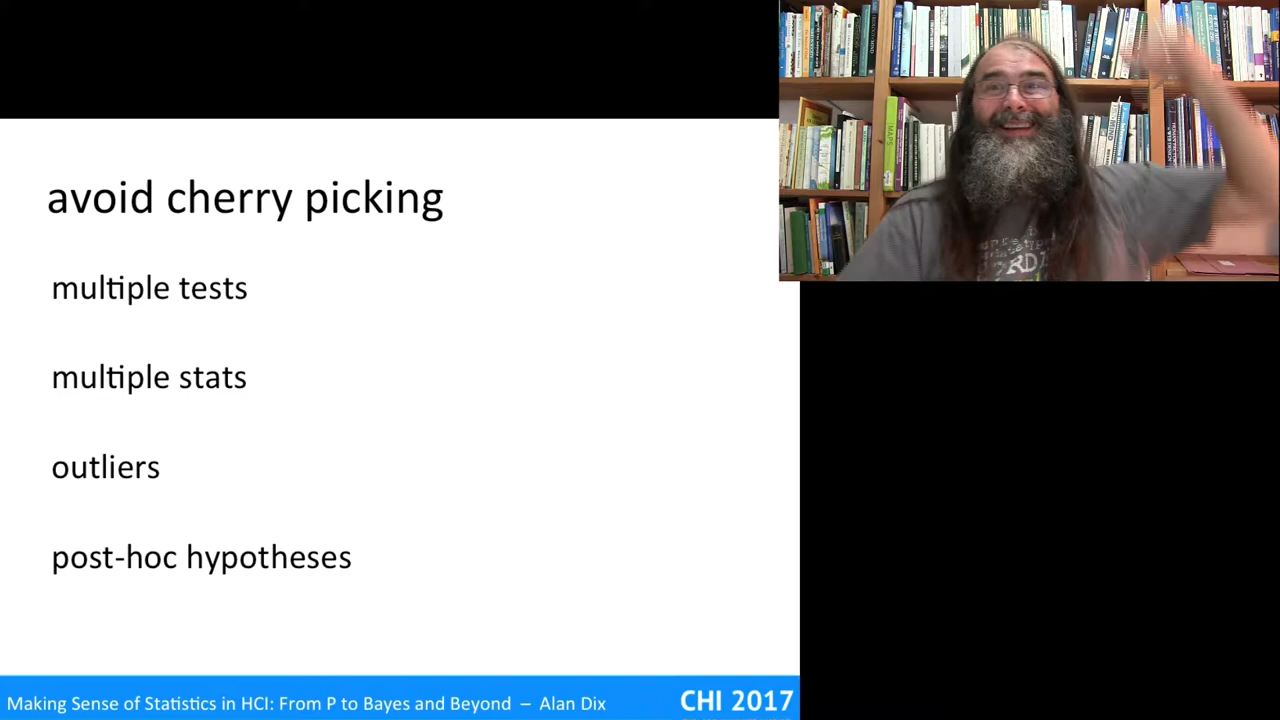 avoid cherry picking
multiple tests
multiple stats
outliers
post-hoc hypotheses
Making Sense of Statistics in HCI: From P to Bayes and Beyond – Alan Dix
CHI 2017
MAPS